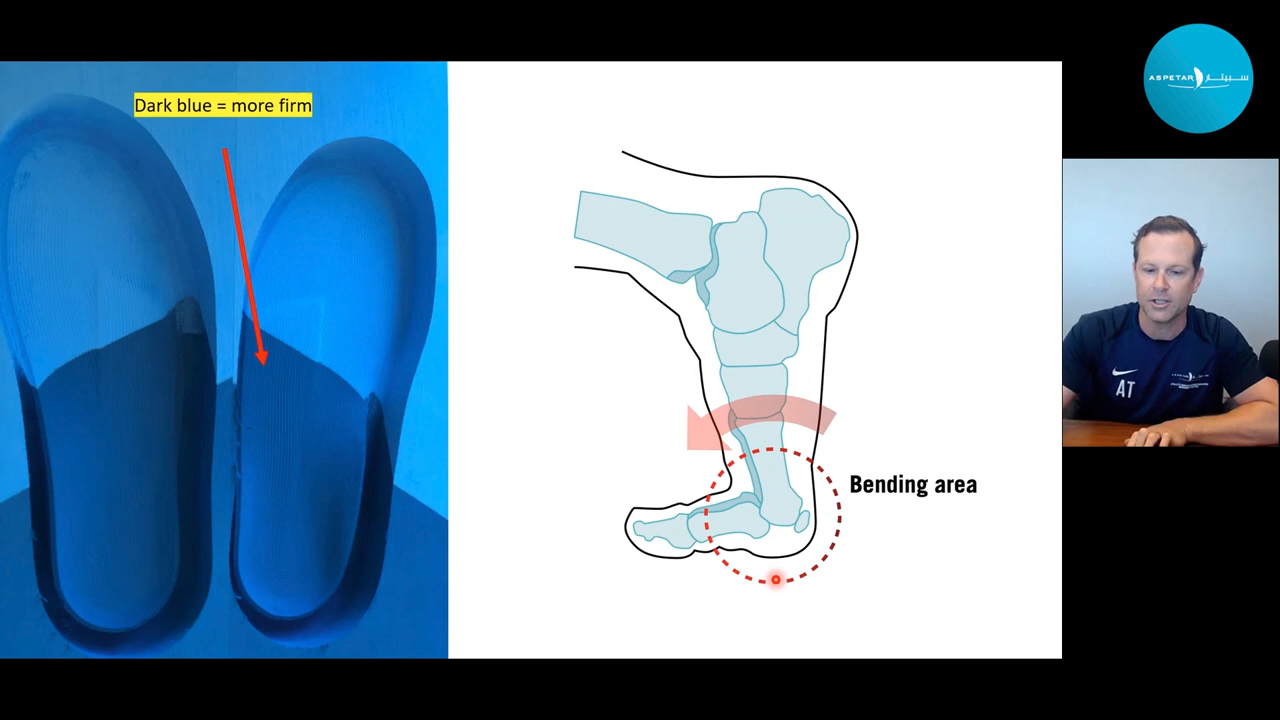 Dark blue = more firm
Bending area
ASPETAR سبيتار
AT